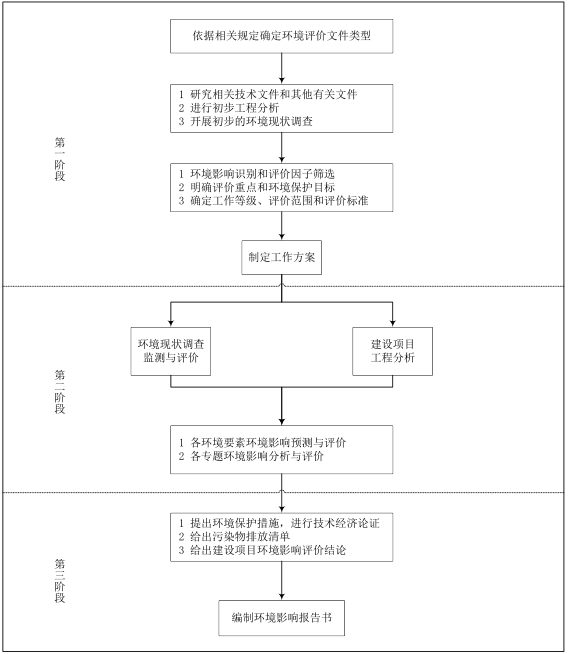 依据相关规定确定环境评价文件类型
1 研究相关技术文件和其他有关文件
2 进行初步工程分析
3 开展初步的环境现状调查
第一阶段
1 环境影响识别和评价因子筛选
2 明确评价重点和环境保护目标
3 确定工作等级、评价范围和评价标准
制定工作方案
环境现状调查
监测与评价
建设项目
工程分析
第二阶段
1 各环境要素环境影响预测与评价
2 各专题环境影响分析与评价
1 提出环境保护措施，进行技术经济论证
2 给出污染物排放清单
3 给出建设项目环境影响评价结论
第三阶段
编制环境影响报告书